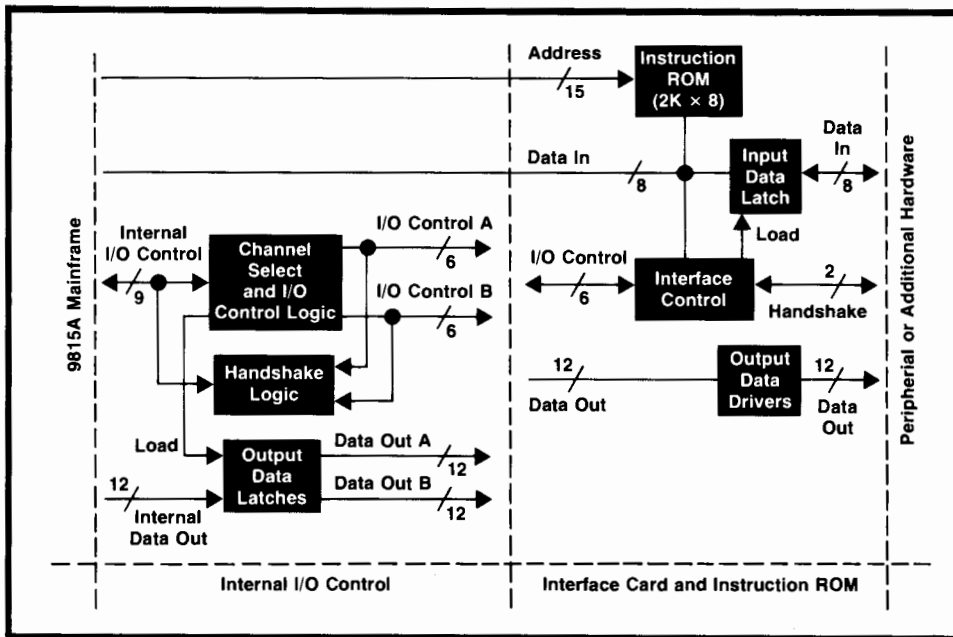 Address
15
Instruction
ROM
(2K × 8)
Data In
8
Input
Data
Latch
Data
In
8
Load
9815A Mainframe
Internal
I/O Control
9
Channel
Select
and I/O
Control Logic
I/O Control A
6
I/O Control B
6
Handshake
Logic
Load
Output
Data
Latches
Data Out A
12
Data Out B
12
12
Internal
Data Out
I/O Control
6
Interface
Control
2
Handshake
12
Data Out
Output
Data
Drivers
12
Data
Out
Peripherial or Additional Hardware
Internal I/O Control
Interface Card and Instruction ROM